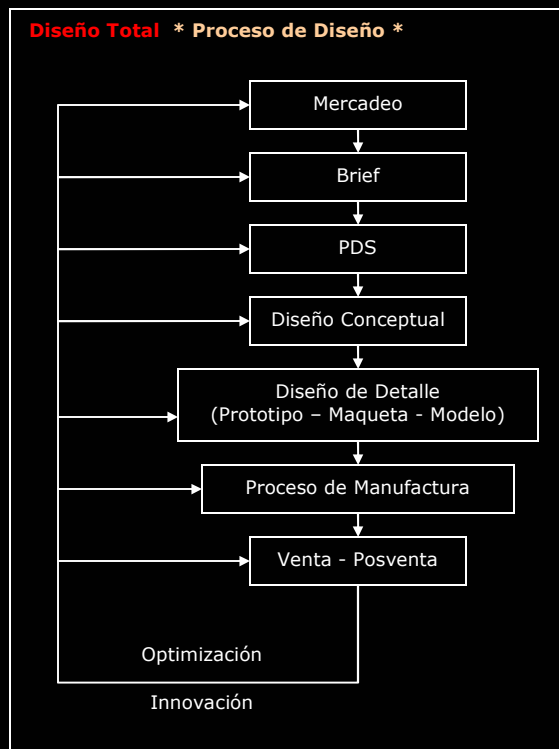 Diseño Total * Proceso de Diseño *
Mercadeo
Brief
PDS
Diseño Conceptual
Diseño de Detalle
(Prototipo – Maqueta - Modelo)
Proceso de Manufactura
Venta - Posventa
Optimización
Innovación